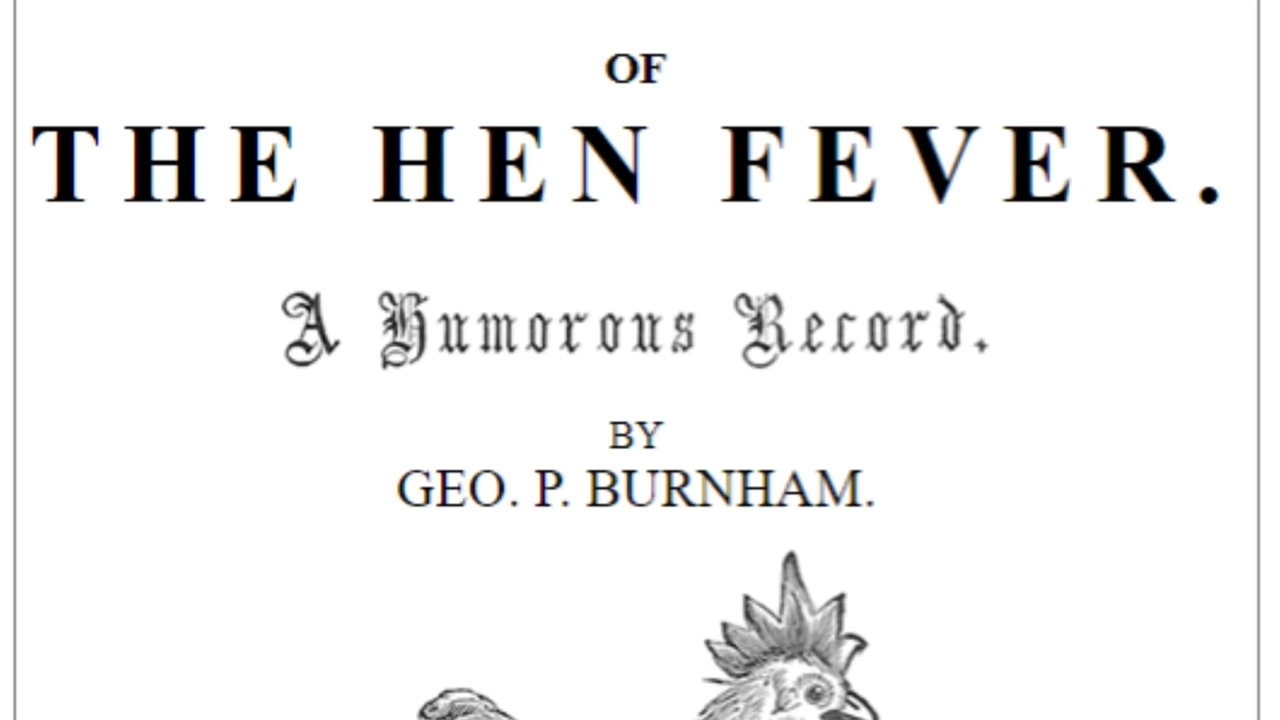 OF
THE HEN FEVER.
A Humorous Record.
BY
GEO. P. BURNHAM.